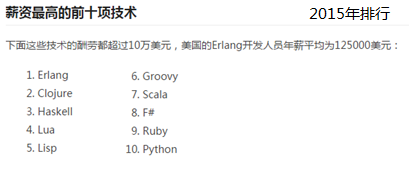 薪资最高的前十项技术
2015年排行
下面这些技术的酬劳都超过10万美元，美国的Erlang开发人员年薪平均为125000美元：
1. Erlang
2. Clojure
3. Haskell
4. Lua
5. Lisp
6. Groovy
7. Scala
8. F#
9. Ruby
10. Python